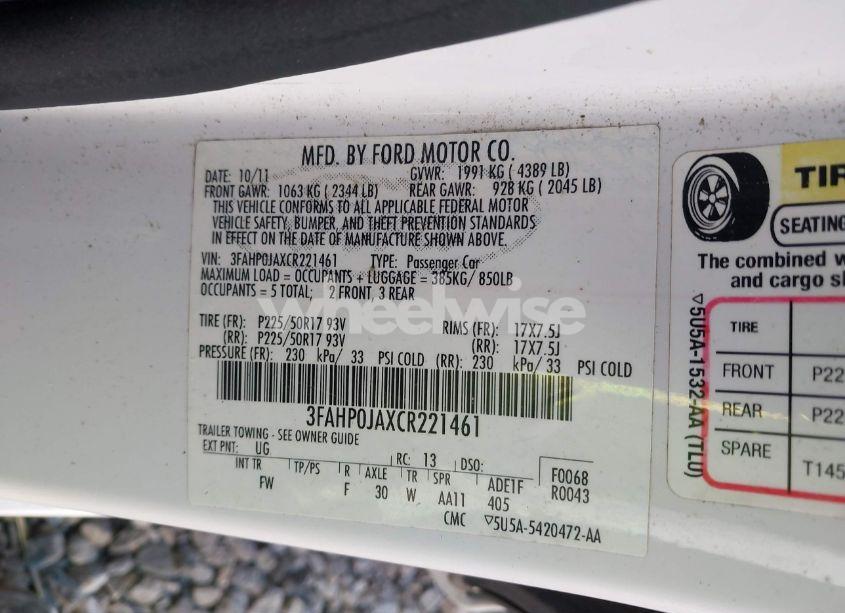 MFD. BY FORD MOTOR CO.
DATE: 10/11 GVWR: 1991 KG ( 4389 LB)
FRONT GAWR: 1063 KG ( 2344 LB) REAR GAWR: 928 KG ( 2045 LB)
THIS VEHICLE CONFORMS TO ALL APPLICABLE FEDERAL MOTOR
VEHICLE SAFETY, BUMPER, AND THEFT PREVENTION STANDARDS
IN EFFECT ON THE DATE OF MANUFACTURE SHOWN ABOVE.
VIN: 3FAHP0JAXCR221461 TYPE: Passenger Car
MAXIMUM LOAD = OCCUPANTS + LUGGAGE = 385KG/ 850LB
OCCUPANTS = 5 TOTAL; 2 FRONT, 3 REAR
wheelwise
TIRE (FR): P225/50R17 93V RIMS (FR): 17X7.5J
(RR): P225/50R17 93V (RR): 17X7.5J
PRESSURE (FR): 230 kPa/ 33 PSI COLD (RR): 230 kPa/ 33 PSI COLD
3FAHP0JAXCR221461
TRAILER TOWING - SEE OWNER GUIDE
EXT PNT: UG RC: 13 DSO: F0068
R0043
INT TR TP/PS R AXLE TR SPR ADE1F
FW F 30 W AA11 405
CMC ▽5U5A-5420472-AA
TIR
SEATING
The combined w
and cargo sh
▽5U5A-1532-AA (TLU)
TIRE
FRONT P22
REAR P22
SPARE T145